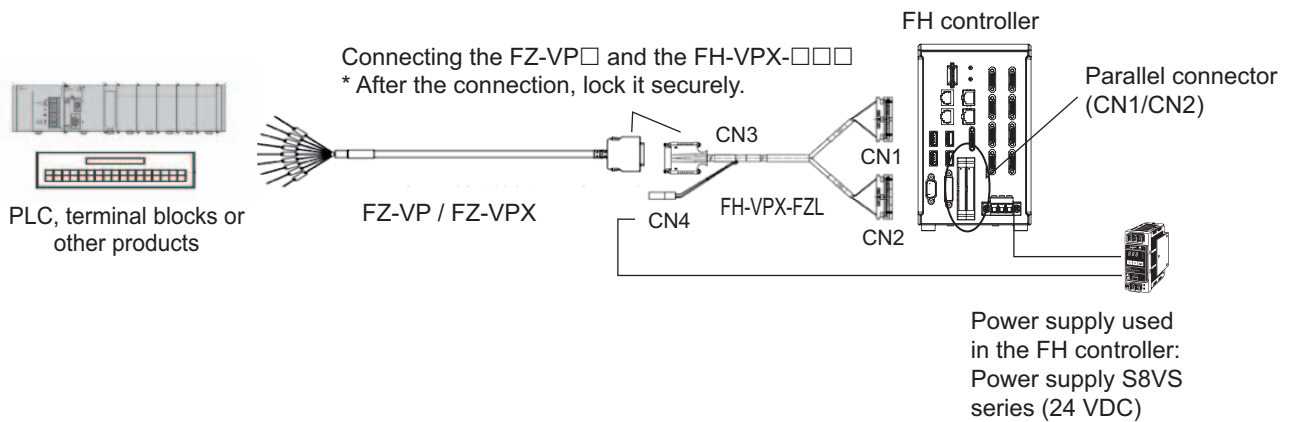 FH controller
Connecting the FZ-VP□ and the FH-VPX-□□□
* After the connection, lock it securely.
Parallel connector
(CN1/CN2)
CN3
CN1
PLC, terminal blocks or
other products
FZ-VP / FZ-VPX
CN4
FH-VPX-FZL
CN2
Power supply used
in the FH controller:
Power supply S8VS
series (24 VDC)